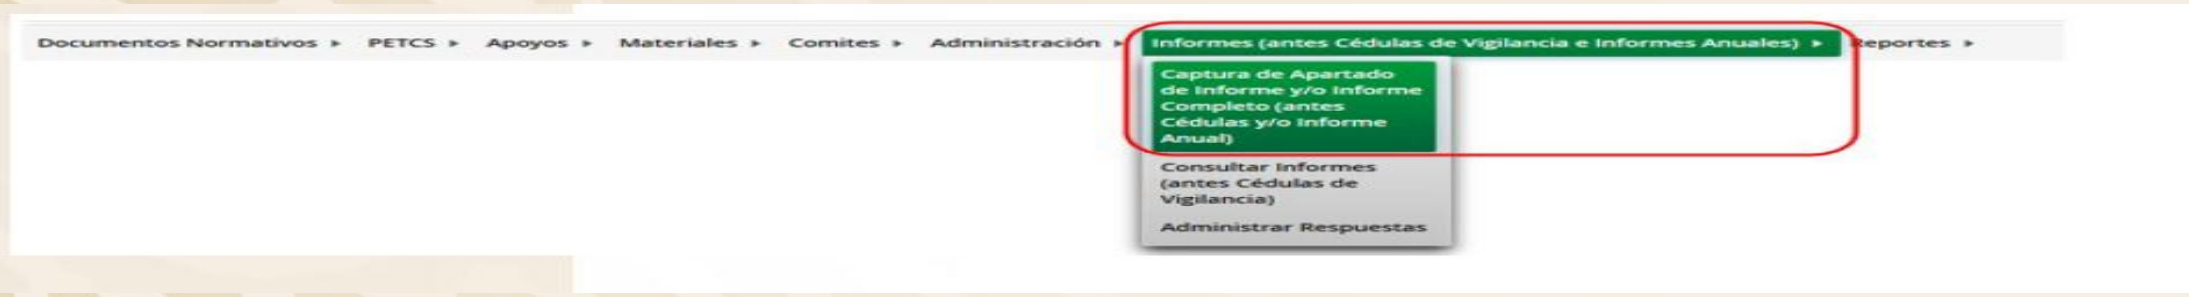 Documentos Normativos ▸ PETCS ▸ Apoyos ▸ Materiales ▸ Comites ▸ Administración ▸ Informes (antes Cédulas de Vigilancia e Informes Anuales) ▸ Reportes ▸
Captura de Apartado
de Informe y/o Informe
Completo (antes
Cédulas y/o Informe
Anual)
Consultar Informes
(antes Cédulas de
Vigilancia)
Administrar Respuestas